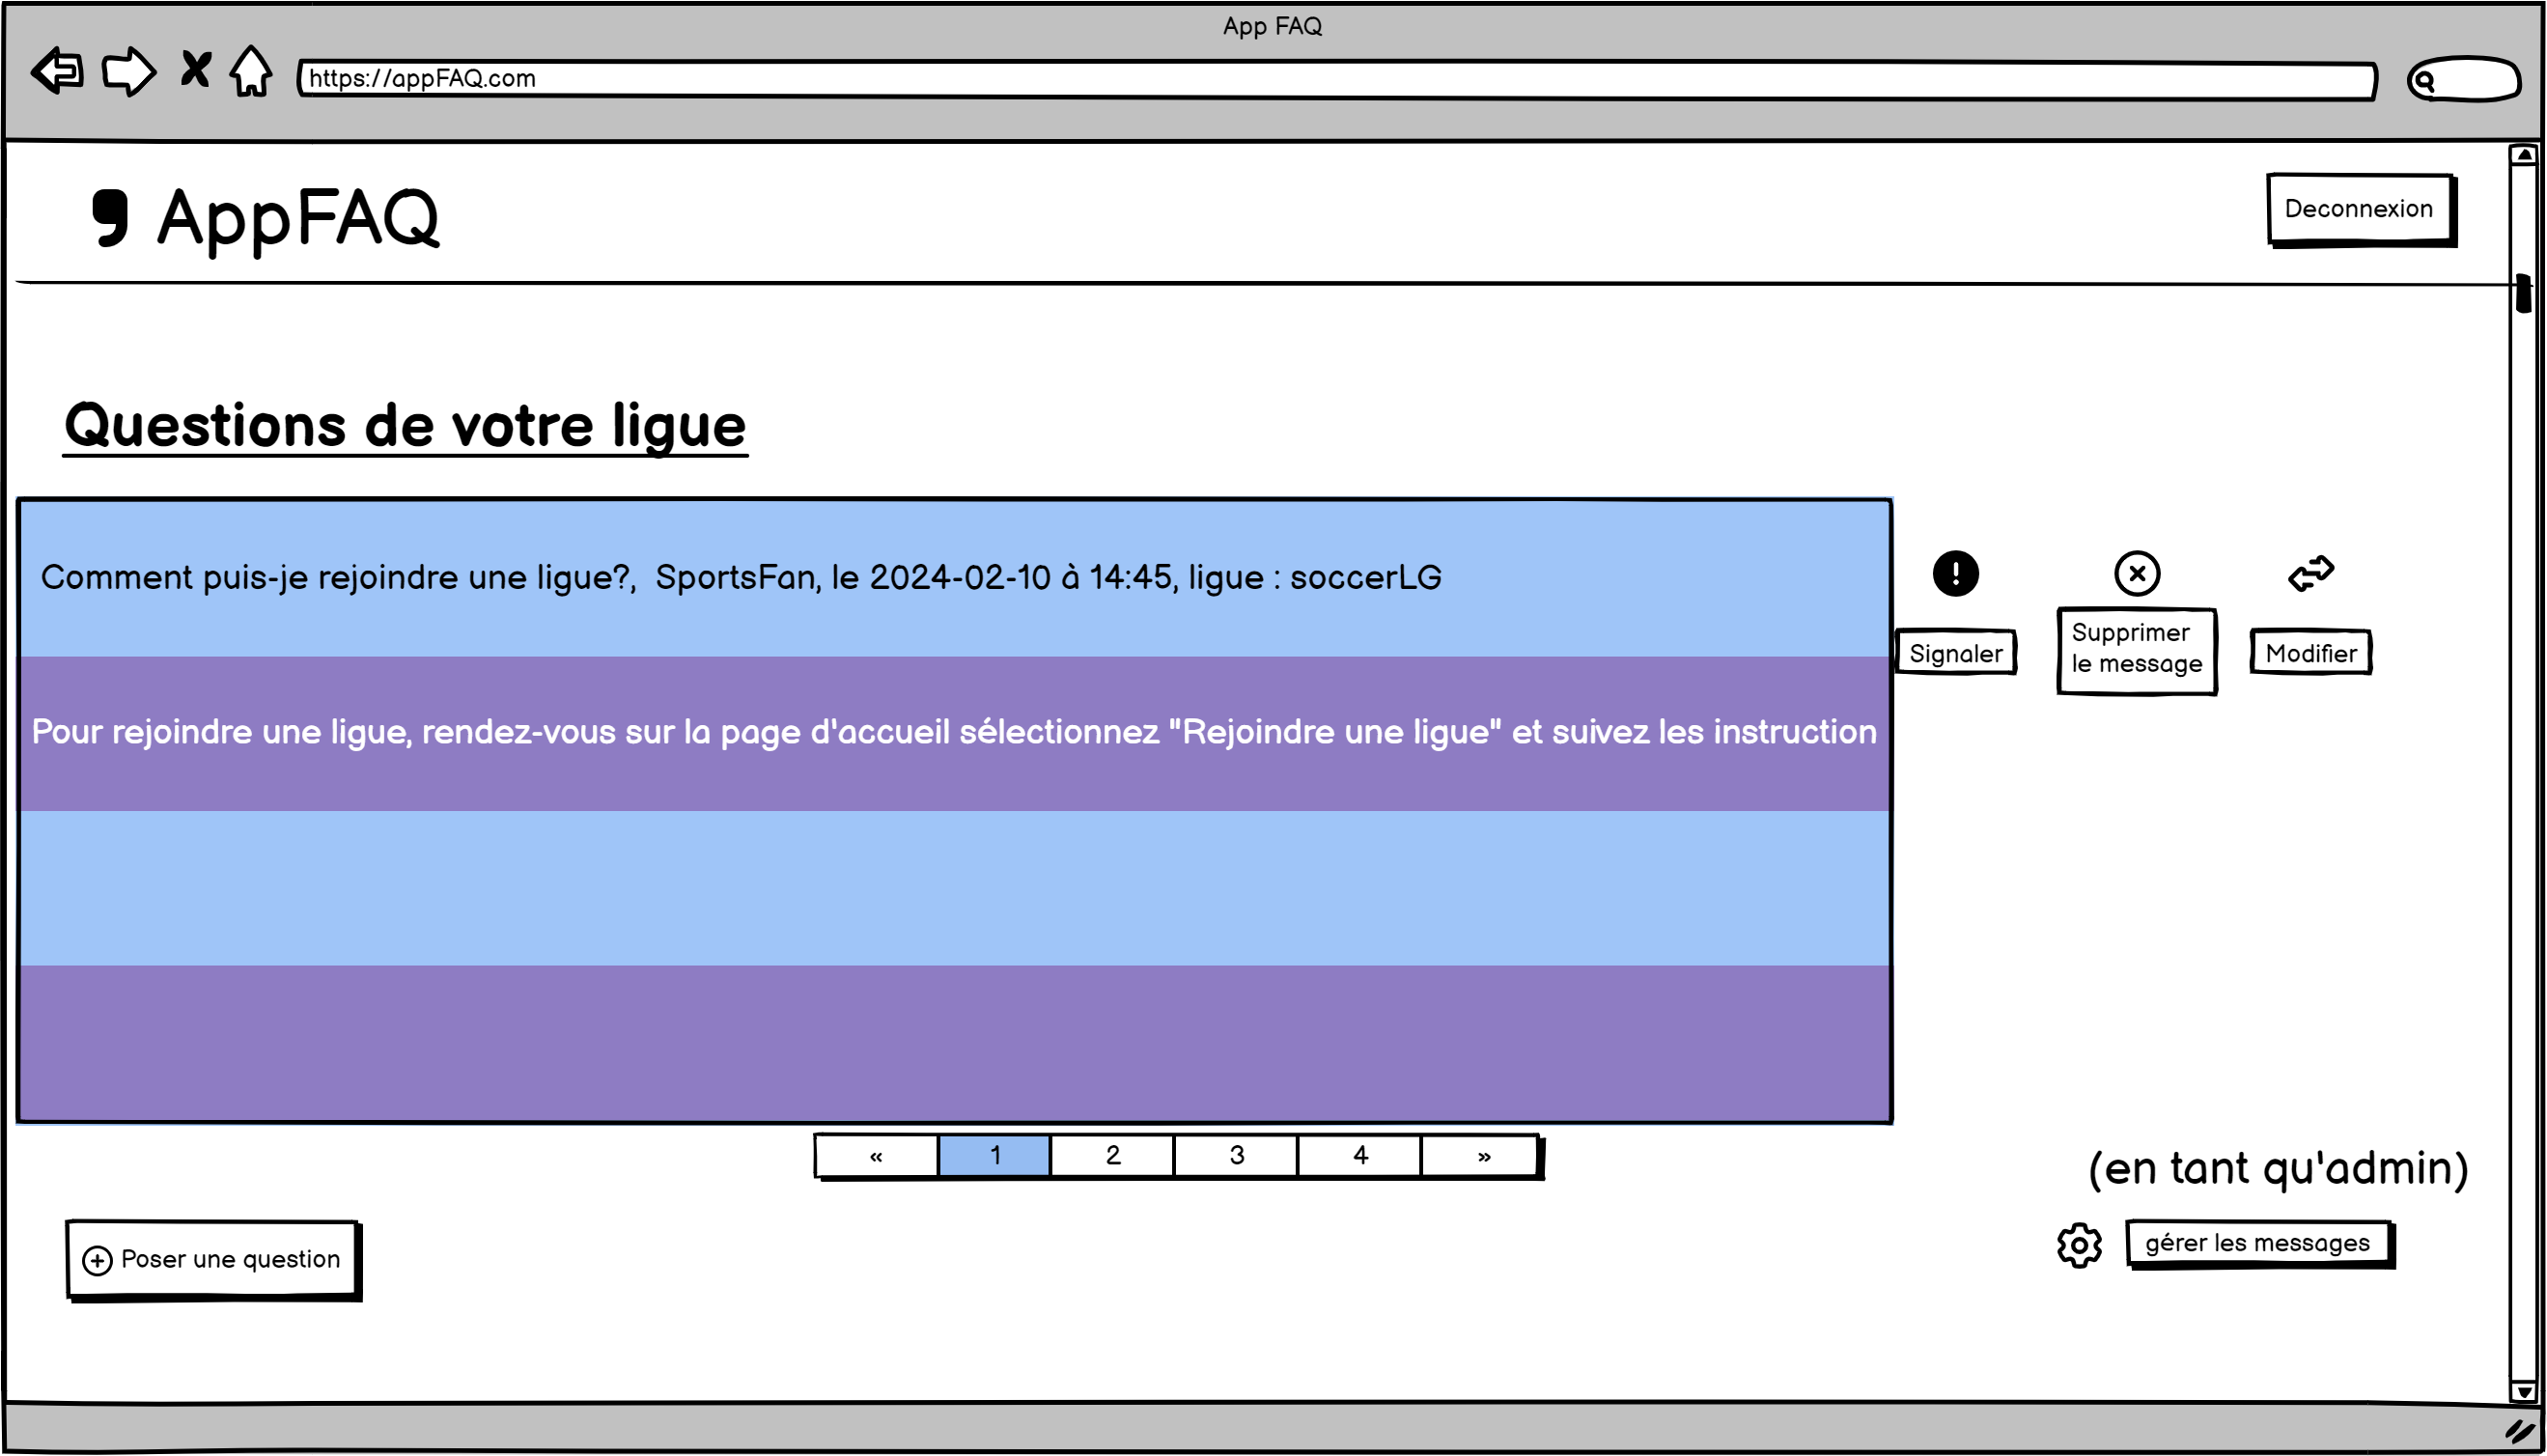 App FAQ
https://appFAQ.com
AppFAQ
Deconnexion
Questions de votre ligue
Comment puis-je rejoindre une ligue?,  SportsFan, le 2024-02-10 à 14:45, ligue : soccerLG
Signaler
Supprimer
le message
Modifier
Pour rejoindre une ligue, rendez-vous sur la page d'accueil sélectionnez "Rejoindre une ligue" et suivez les instruction
« 1 2 3 4 »
(en tant qu'admin)
Poser une question
gérer les messages